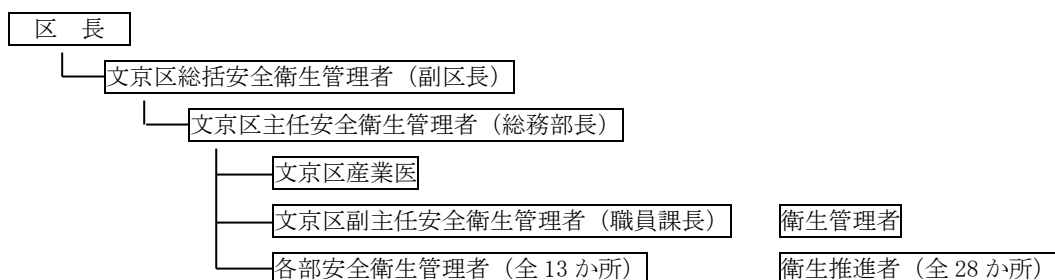 区　長
文京区総括安全衛生管理者（副区長）
文京区主任安全衛生管理者（総務部長）
文京区産業医
文京区副主任安全衛生管理者（職員課長）　衛生管理者
各部安全衛生管理者（全 13 か所）　衛生推進者（全 28 か所）